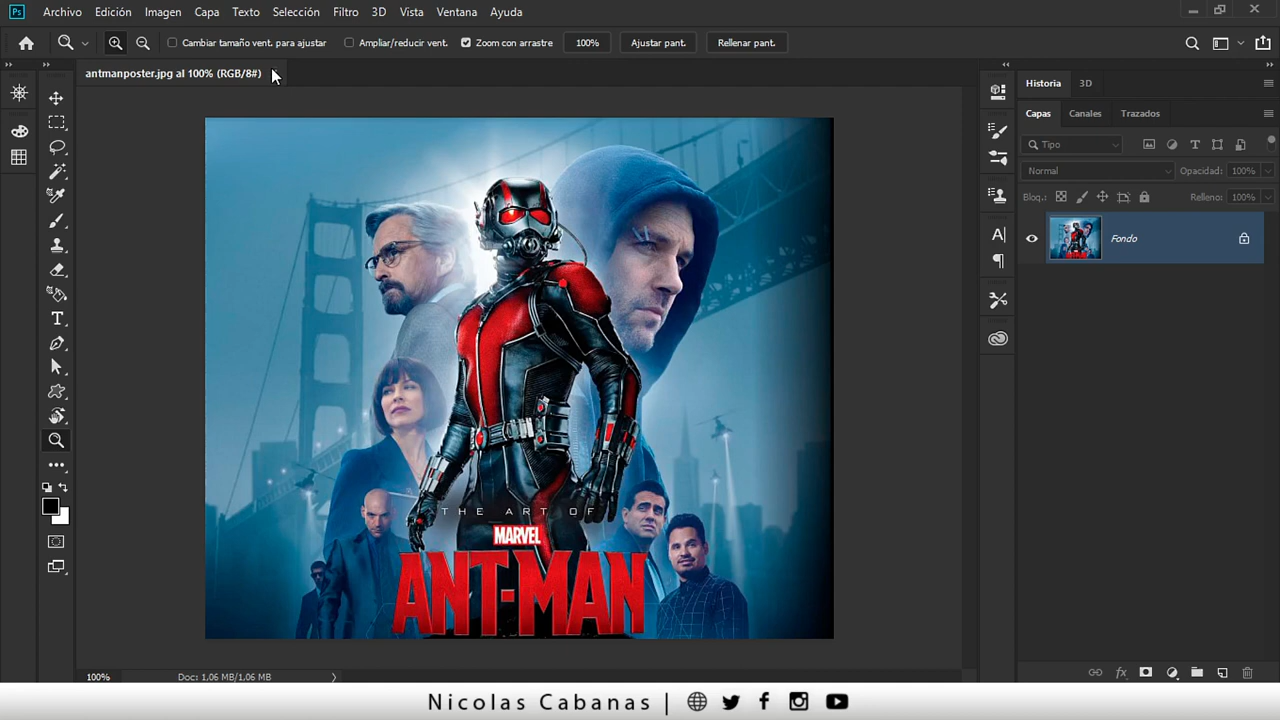 Ps Archivo Edición Imagen Capa Texto Selección Filtro 3D Vista Ventana Ayuda
Cambiar tamaño vent. para ajustar Ampliar/reducir vent. Zoom con arrastre 100% Ajustar pant. Rellenar pant.
antmanposter.jpg al 100% (RGB/8#)
Historia 3D
Capas Canales Trazados
Tipo
Normal Opacidad: 100%
Bloq.: Relleno: 100%
Fondo
THE ART OF
MARVEL
ANT-MAN
100% Doc: 1,06 MB/1,06 MB
Nicolas Cabanas |